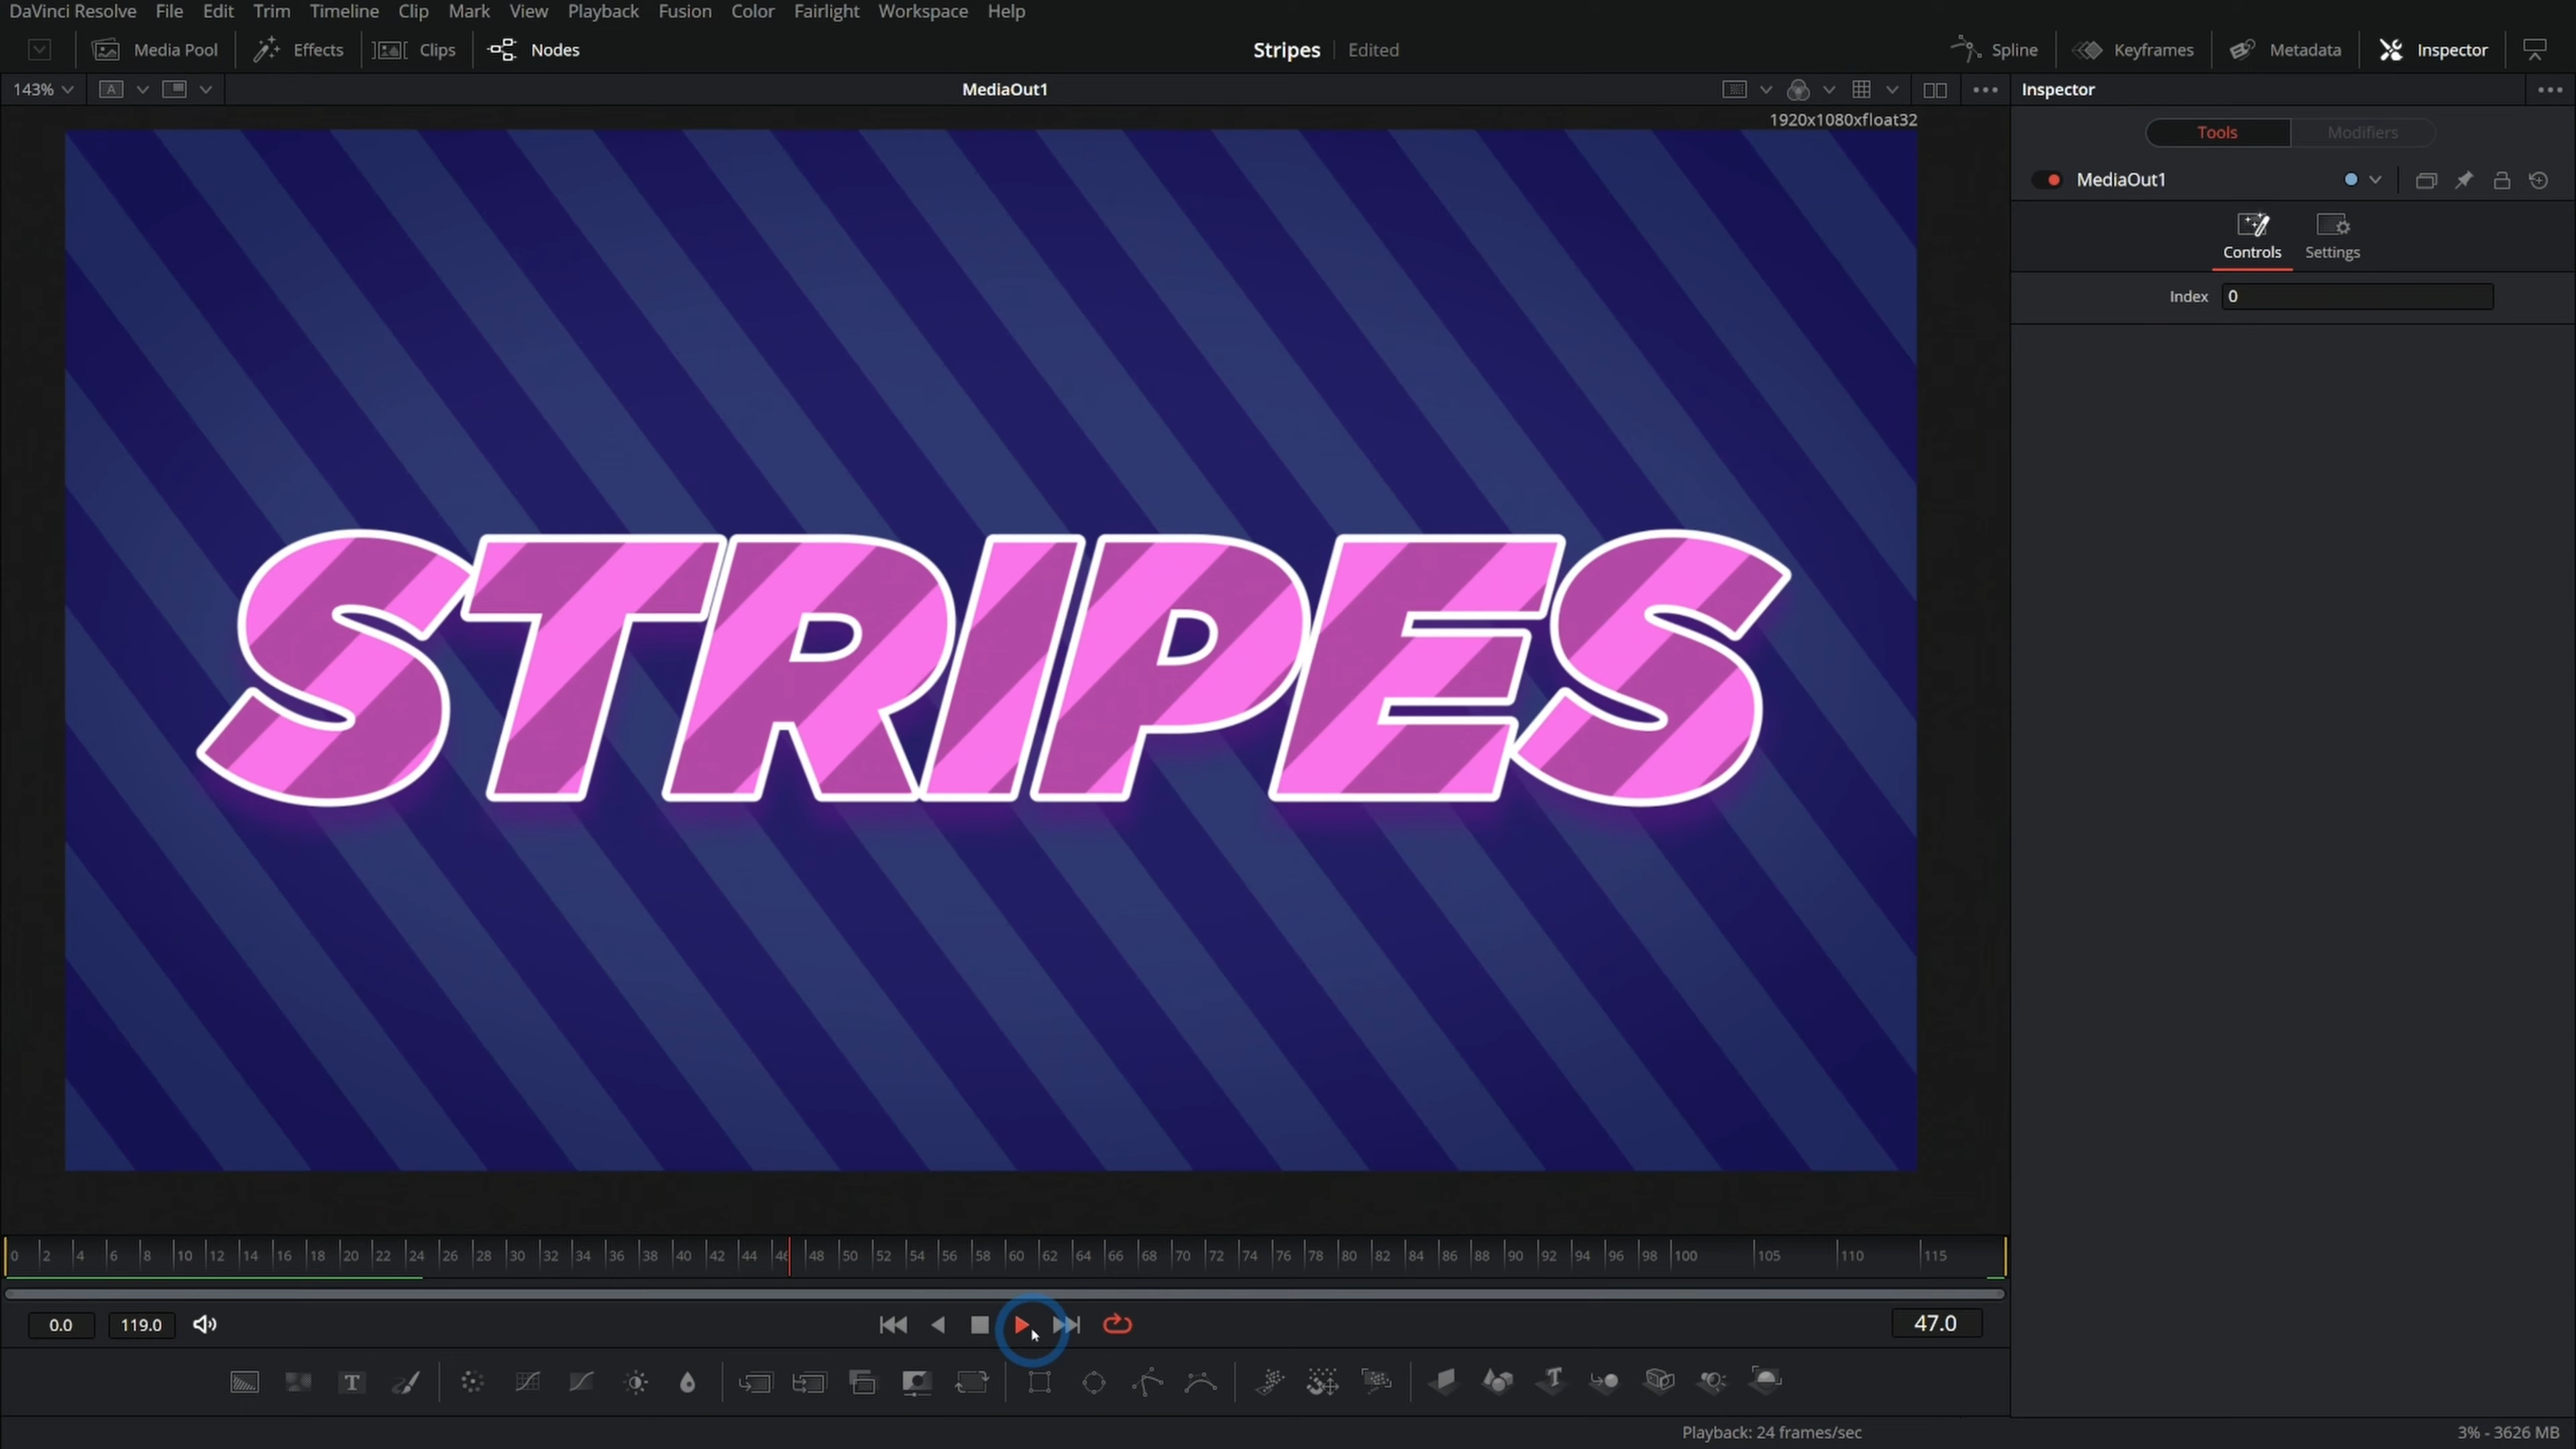 DaVinci Resolve File Edit Trim Timeline Clip Mark View Playback Fusion Color Fairlight Workspace Help
Media Pool Effects Clips Nodes Stripes Edited Spline Keyframes Metadata Inspector
143% A MediaOut1 Inspector
1920x1080xfloat32
Tools Modifiers
MediaOut1
Controls Settings
Index 0
STRIPES
0 2 4 6 8 10 12 14 16 18 20 22 24 26 28 30 32 34 36 38 40 42 44 46 48 50 52 54 56 58 60 62 64 66 68 70 72 74 76 78 80 82 84 86 88 90 92 94 96 98 100 105 110 115
0.0 119.0 47.0
T T
Playback: 24 frames/sec 3% - 3626 MB